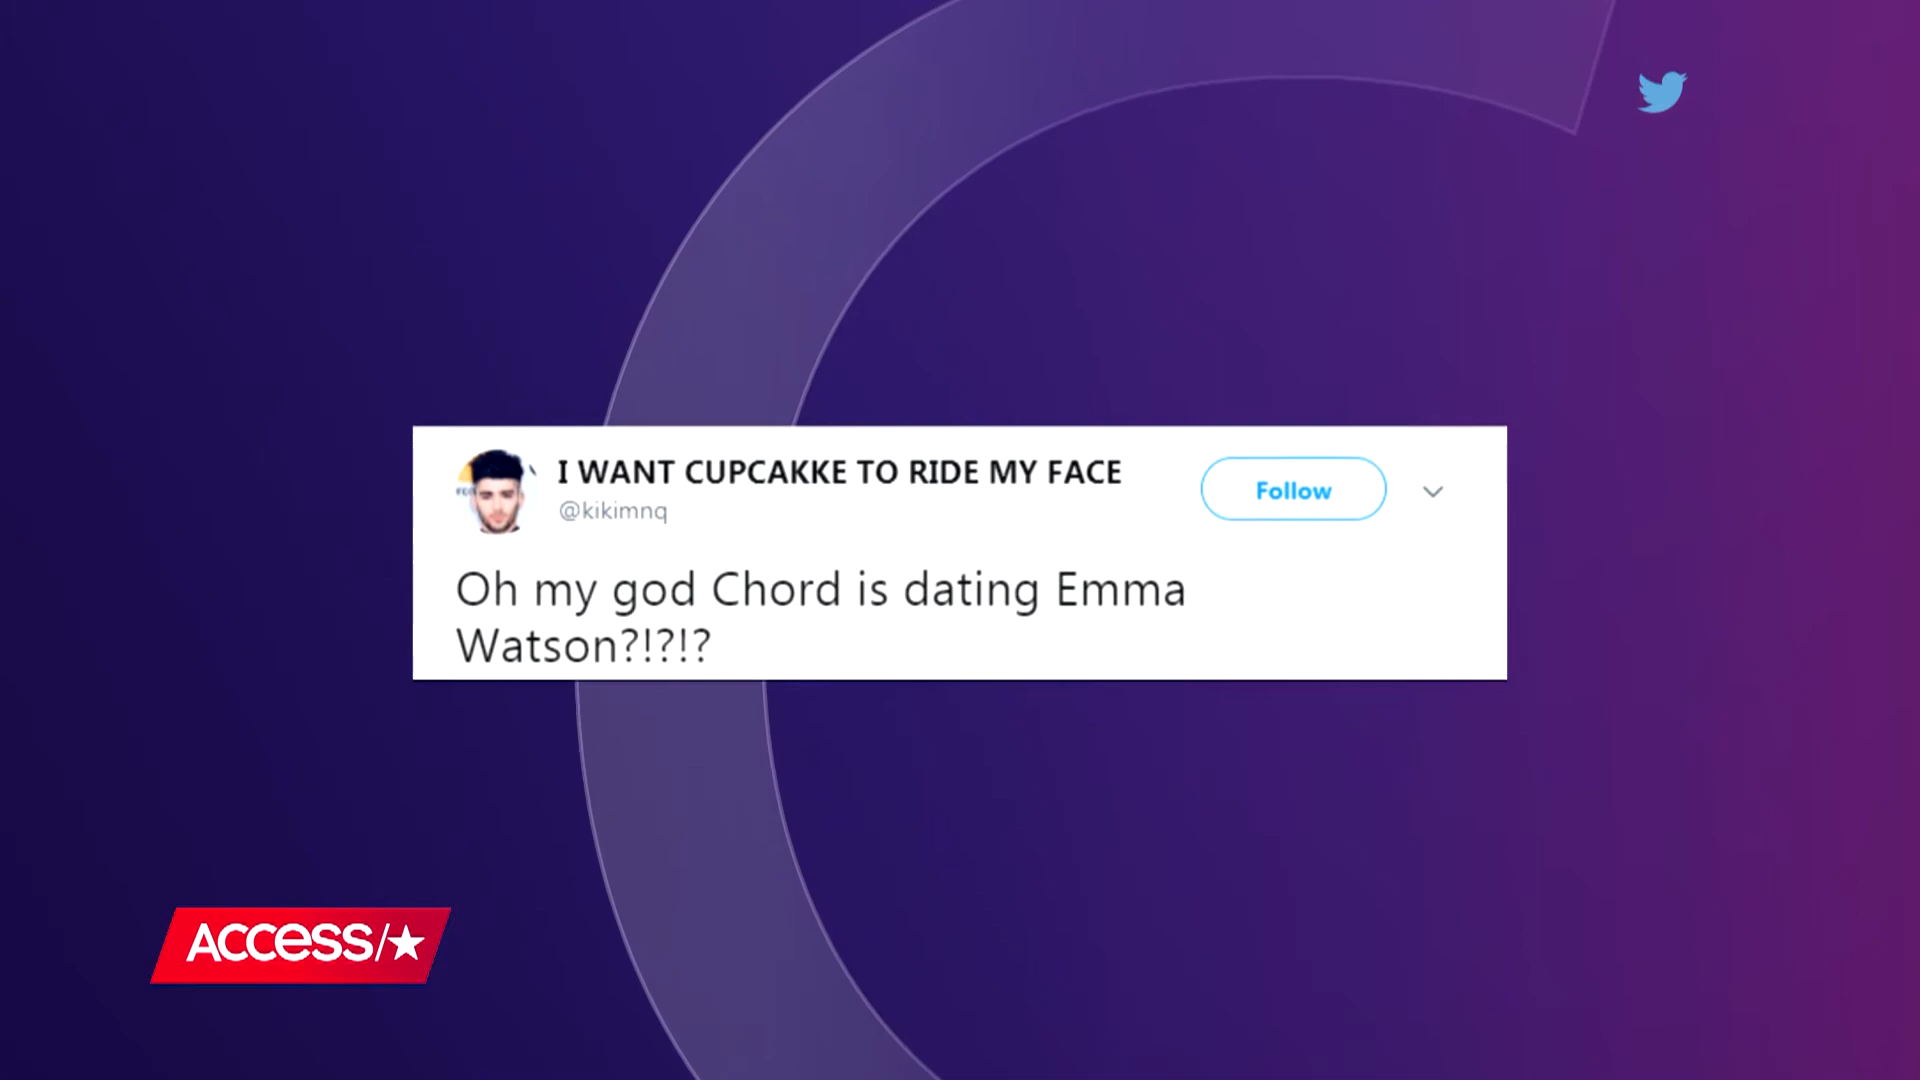 I WANT CUPCAKKE TO RIDE MY FACE
@kikimnq
Follow
Oh my god Chord is dating Emma
Watson?!?!?
ACCESS/